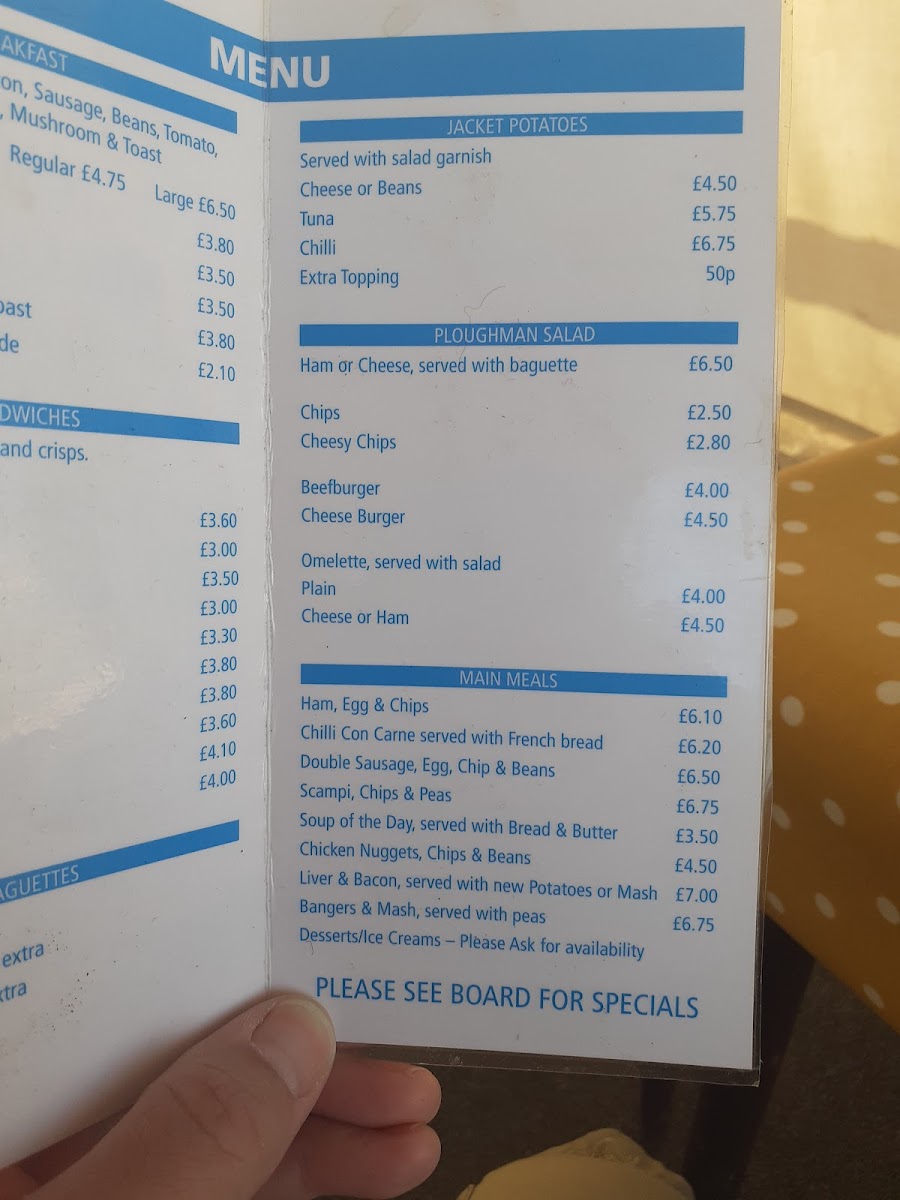 MENU
AKFAST
on, Sausage, Beans, Tomato,
, Mushroom & Toast
Regular £4.75 Large £6.50
£3.80
£3.50
oast £3.50
de £3.80
£2.10
DWICHES
and crisps.
£3.60
£3.00
£3.50
£3.00
£3.30
£3.80
£3.80
£3.60
£4.10
£4.00
AGUETTES
extra
xtra
JACKET POTATOES
Served with salad garnish
Cheese or Beans £4.50
Tuna £5.75
Chilli £6.75
Extra Topping 50p
PLOUGHMAN SALAD
Ham or Cheese, served with baguette £6.50
Chips £2.50
Cheesy Chips £2.80
Beefburger £4.00
Cheese Burger £4.50
Omelette, served with salad
Plain £4.00
Cheese or Ham £4.50
MAIN MEALS
Ham, Egg & Chips £6.10
Chilli Con Carne served with French bread £6.20
Double Sausage, Egg, Chip & Beans £6.50
Scampi, Chips & Peas £6.75
Soup of the Day, served with Bread & Butter £3.50
Chicken Nuggets, Chips & Beans £4.50
Liver & Bacon, served with new Potatoes or Mash £7.00
Bangers & Mash, served with peas £6.75
Desserts/Ice Creams – Please Ask for availability
PLEASE SEE BOARD FOR SPECIALS